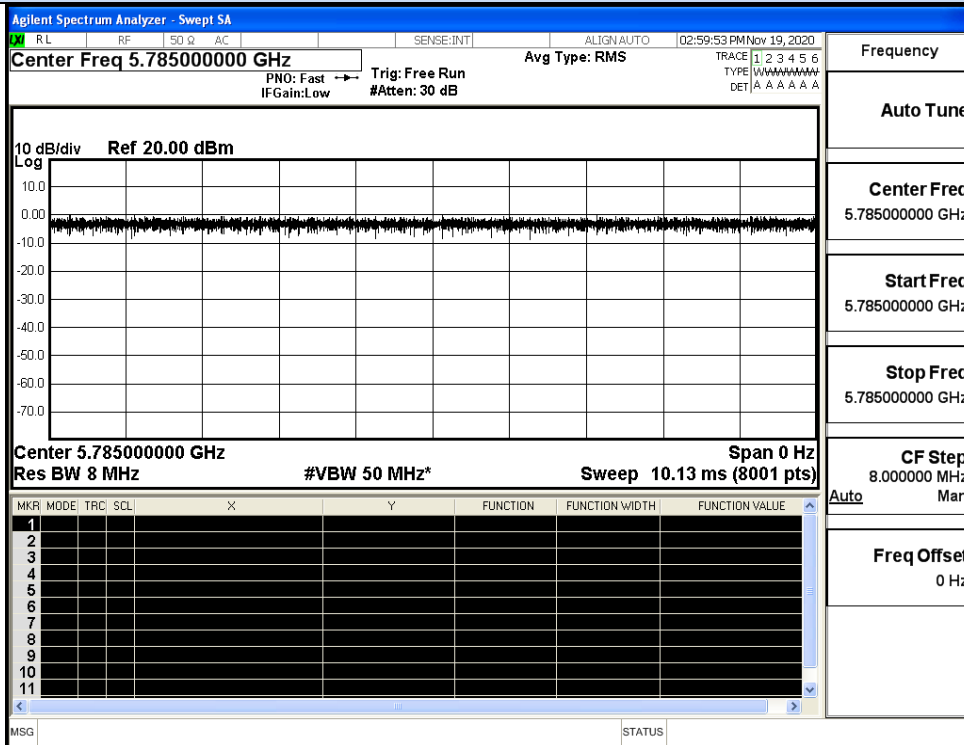 Agilent Spectrum Analyzer - Swept SA
LXI RL RF 50 Ω AC SENSE:INT ALIGN AUTO 02:59:53 PM Nov 19, 2020
Center Freq 5.785000000 GHz Avg Type: RMS TRACE 1 2 3 4 5 6
PNO: Fast Trig: Free Run TYPE WWWWWW
IFGain:Low #Atten: 30 dB DET A A A A A A
10 dB/div Ref 20.00 dBm
Log
10.0
0.00
-10.0
-20.0
-30.0
-40.0
-50.0
-60.0
-70.0
Center 5.785000000 GHz Span 0 Hz
Res BW 8 MHz #VBW 50 MHz* Sweep 10.13 ms (8001 pts)
MKR MODE TRC SCL X Y FUNCTION FUNCTION WIDTH FUNCTION VALUE
1
2
3
4
5
6
7
8
9
10
11
MSG STATUS
Frequency
Auto Tune
Center Freq
5.785000000 GHz
Start Freq
5.785000000 GHz
Stop Freq
5.785000000 GHz
CF Step
8.000000 MHz
Auto Man
Freq Offset
0 Hz